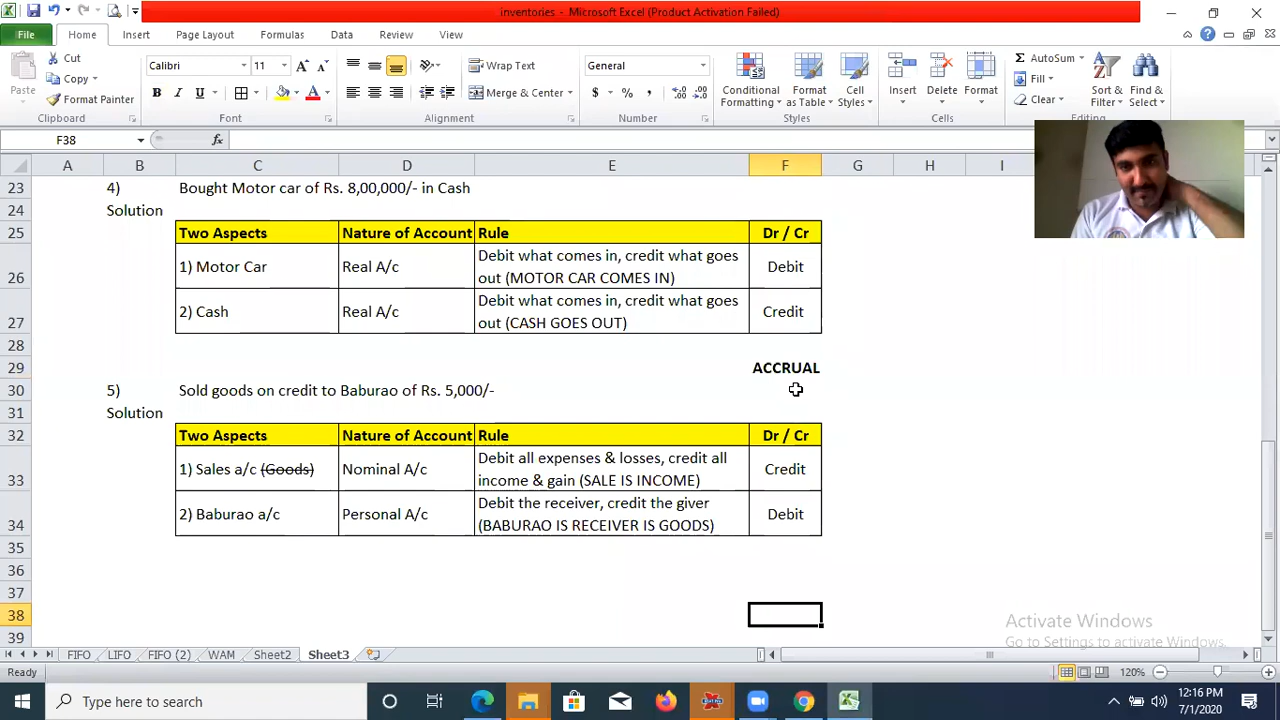 inventories - Microsoft Excel (Product Activation Failed)
File Home Insert Page Layout Formulas Data Review View
Paste
Cut
Copy
Format Painter
Clipboard
Calibri 11
B I U A
Font
Wrap Text
Merge & Center
Alignment
General
$ % ,
Number
Conditional Formatting
Format as Table
Cell Styles
Styles
Insert Delete Format
Cells
AutoSum
Fill
Clear
Sort & Filter
Find & Select
Editing
F38 fx
A B C D E F G H I
23 4) Bought Motor car of Rs. 8,00,000/- in Cash
24 Solution
25 Two Aspects Nature of Account Rule Dr / Cr
26 1) Motor Car Real A/c Debit what comes in, credit what goes out (MOTOR CAR COMES IN) Debit
27 2) Cash Real A/c Debit what comes in, credit what goes out (CASH GOES OUT) Credit
28
29 ACCRUAL
30 5) Sold goods on credit to Baburao of Rs. 5,000/-
31 Solution
32 Two Aspects Nature of Account Rule Dr / Cr
33 1) Sales a/c (Goods) Nominal A/c Debit all expenses & losses, credit all income & gain (SALE IS INCOME) Credit
34 2) Baburao a/c Personal A/c Debit the receiver, credit the giver (BABURAO IS RECEIVER IS GOODS) Debit
35
36
37
38
39
Activate Windows
Go to Settings to activate Windows.
FIFO LIFO FIFO (2) WAM Sheet2 Sheet3
Ready 120%
Type here to search
12:16 PM
7/1/2020